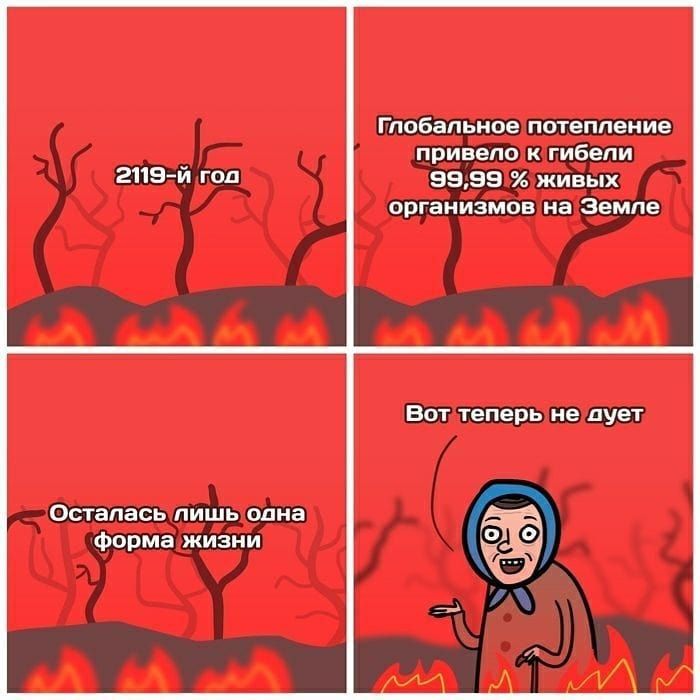 2119-й год
Глобальное потепление
привело к гибели
99,99 % живых
организмов на Земле
Осталась лишь одна
форма жизни
Вот теперь не дует